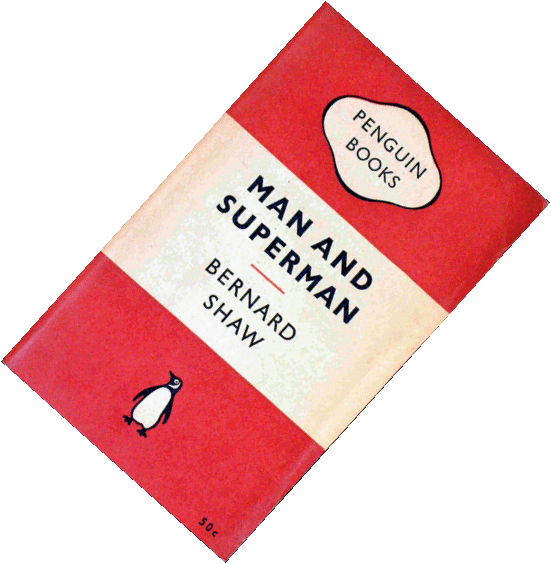 PENGUIN
BOOKS
MAN AND
SUPERMAN
BERNARD
SHAW
50c